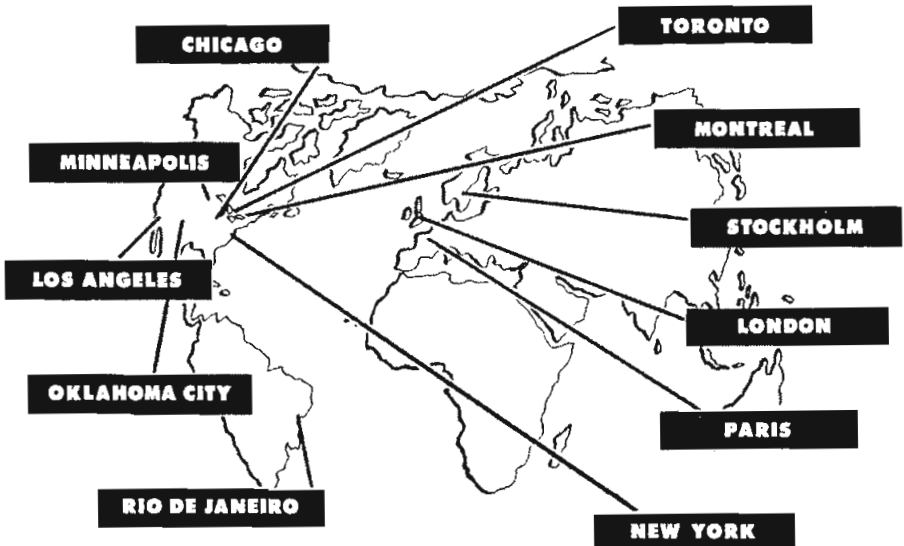 TORONTO
CHICAGO
MONTREAL
MINNEAPOLIS
STOCKHOLM
LOS ANGELES
LONDON
OKLAHOMA CITY
PARIS
RIO DE JANEIRO
NEW YORK